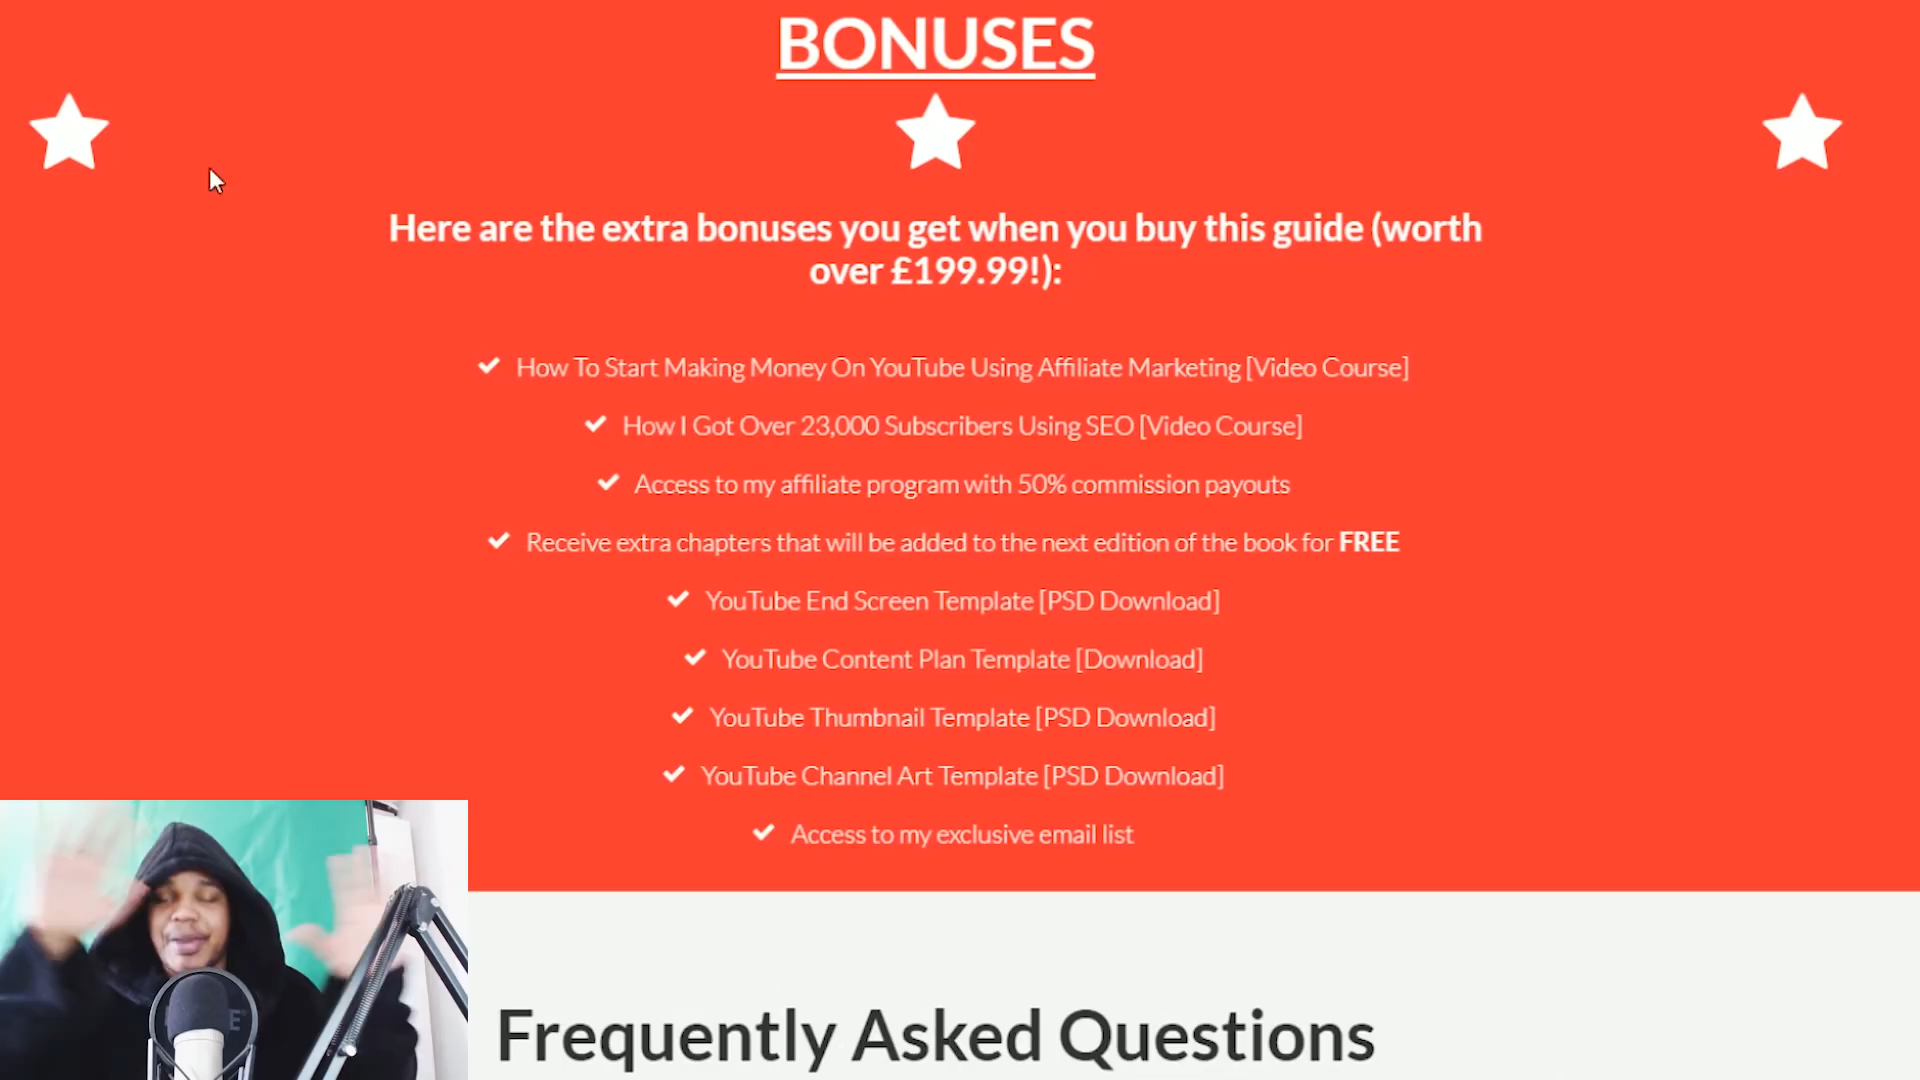 BONUSES
Here are the extra bonuses you get when you buy this guide (worth
over £199.99!):
How To Start Making Money On YouTube Using Affiliate Marketing [Video Course]
How I Got Over 23,000 Subscribers Using SEO [Video Course]
Access to my affiliate program with 50% commission payouts
Receive extra chapters that will be added to the next edition of the book for FREE
YouTube End Screen Template [PSD Download]
YouTube Content Plan Template [Download]
YouTube Thumbnail Template [PSD Download]
YouTube Channel Art Template [PSD Download]
Access to my exclusive email list
Frequently Asked Questions